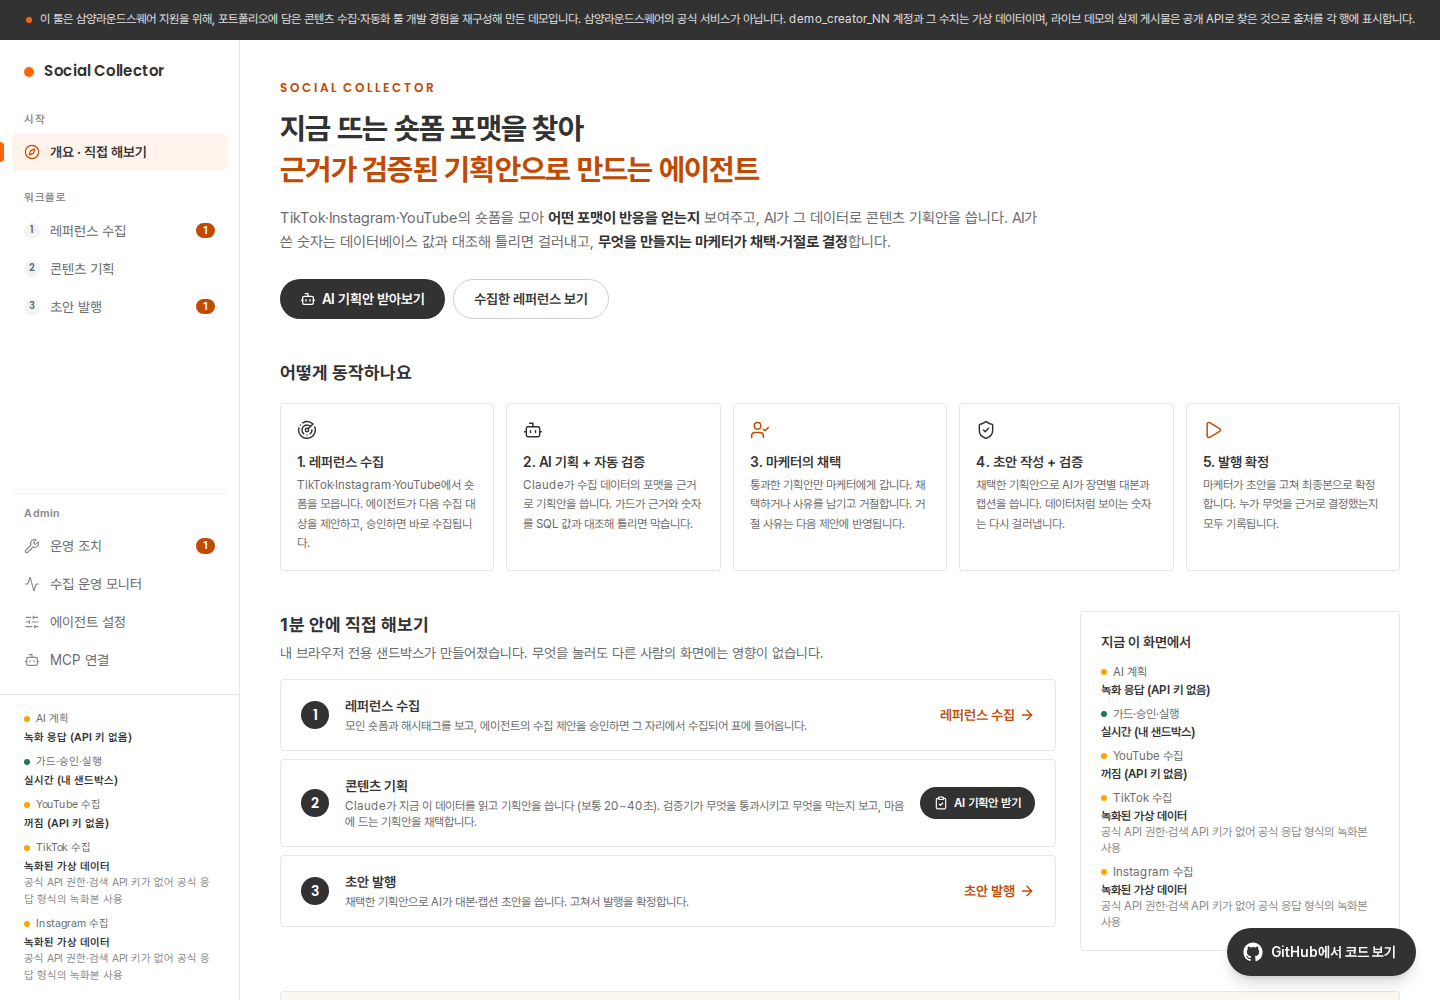 이 툴은 삼양라운드스퀘어 지원을 위해, 포트폴리오에 담은 콘텐츠 수집·자동화 툴 개발 경험을 재구성해 만든 데모입니다. 삼양라운드스퀘어의 공식 서비스가 아닙니다. demo_creator_NN 계정과 그 수치는 가상 데이터이며, 라이브 데모의 실제 게시물은 공개 API로 찾은 것으로 출처를 각 행에 표시합니다.
Social Collector
시작
개요 · 직접 해보기
워크플로
1 레퍼런스 수집 1
2 콘텐츠 기획
3 초안 발행 1
Admin
운영 조치 1
수집 운영 모니터
에이전트 설정
MCP 연결
AI 계획
녹화 응답 (API 키 없음)
가드·승인·실행
실시간 (내 샌드박스)
YouTube 수집
꺼짐 (API 키 없음)
TikTok 수집
녹화된 가상 데이터
공식 API 권한·검색 API 키가 없어 공식 응
답 형식의 녹화본 사용
Instagram 수집
녹화된 가상 데이터
공식 API 권한·검색 API 키가 없어 공식 응
답 형식의 녹화본 사용
SOCIAL COLLECTOR
지금 뜨는 숏폼 포맷을 찾아
근거가 검증된 기획안으로 만드는 에이전트
TikTok·Instagram·YouTube의 숏폼을 모아 어떤 포맷이 반응을 얻는지 보여주고, AI가 그 데이터로 콘텐츠 기획안을 씁니다. AI가
쓴 숫자는 데이터베이스 값과 대조해 틀리면 걸러내고, 무엇을 만들지는 마케터가 채택·거절로 결정합니다.
AI 기획안 받아보기
수집한 레퍼런스 보기
어떻게 동작하나요
1. 레퍼런스 수집
TikTok·Instagram·YouTube에서 숏
폼을 모읍니다. 에이전트가 다음 수집 대
상을 제안하고, 승인하면 바로 수집됩니
다.
2. AI 기획 + 자동 검증
Claude가 수집 데이터의 포맷을 근거
로 기획안을 씁니다. 가드가 근거와 숫자
를 SQL 값과 대조해 틀리면 막습니다.
3. 마케터의 채택
통과한 기획안만 마케터에게 갑니다. 채
택하거나 사유를 남기고 거절합니다. 거
절 사유는 다음 제안에 반영됩니다.
4. 초안 작성 + 검증
채택한 기획안으로 AI가 장면별 대본과
캡션을 씁니다. 데이터처럼 보이는 숫자
는 다시 걸러냅니다.
5. 발행 확정
마케터가 초안을 고쳐 최종본으로 확정
합니다. 누가 무엇을 근거로 결정했는지
모두 기록됩니다.
1분 안에 직접 해보기
내 브라우저 전용 샌드박스가 만들어졌습니다. 무엇을 눌러도 다른 사람의 화면에는 영향이 없습니다.
1
레퍼런스 수집
모인 숏폼과 해시태그를 보고, 에이전트의 수집 제안을 승인하면 그 자리에서 수집되어 표에 들어옵니다.
레퍼런스 수집 →
2
콘텐츠 기획
Claude가 지금 이 데이터를 읽고 기획안을 씁니다 (보통 20~40초). 검증기가 무엇을 통과시키고 무엇을 막는지 보고, 마음
에 드는 기획안을 채택합니다.
AI 기획안 받기
3
초안 발행
채택한 기획안으로 AI가 대본·캡션 초안을 씁니다. 고쳐서 발행을 확정합니다.
초안 발행 →
지금 이 화면에서
AI 계획
녹화 응답 (API 키 없음)
가드·승인·실행
실시간 (내 샌드박스)
YouTube 수집
꺼짐 (API 키 없음)
TikTok 수집
녹화된 가상 데이터
공식 API 권한·검색 API 키가 없어 공식 응답 형식의 녹화본
사용
Instagram 수집
녹화된 가상 데이터
공식 API 권한·검색 API 키가 없어 공식 응답 형식의 녹화본
사용
GitHub에서 코드 보기